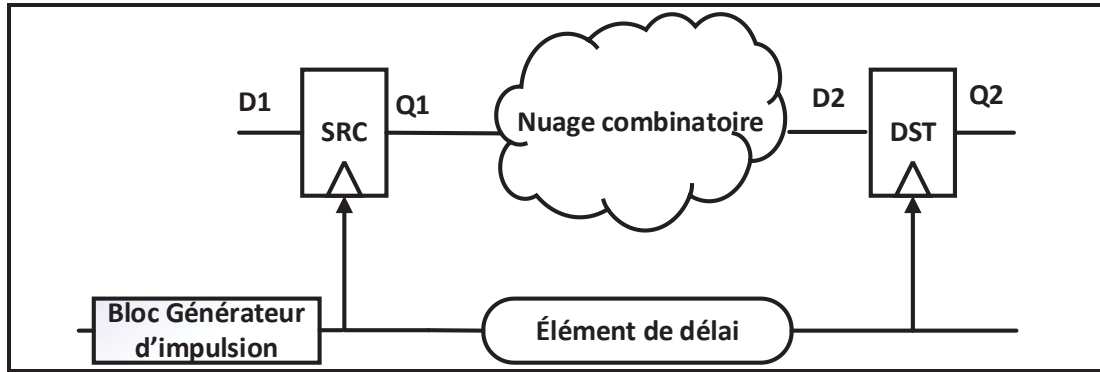 D1
SRC
Q1
Nuage combinatoire
D2
DST
Q2
Bloc Générateur
d’impulsion
Élément de délai